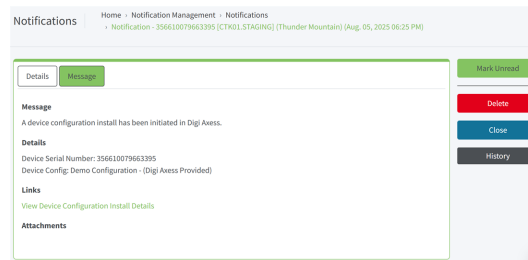 Notifications
Home › Notification Management › Notifications
› Notification - 356610079663395 [CTK01.STAGING] (Thunder Mountain) (Aug. 05, 2025 06:25 PM)
Details
Message
Mark Unread
Delete
Close
History
Message
A device configuration install has been initiated in Digi Axess.
Details
Device Serial Number: 356610079663395
Device Config: Demo Configuration - (Digi Axess Provided)
Links
View Device Configuration Install Details
Attachments